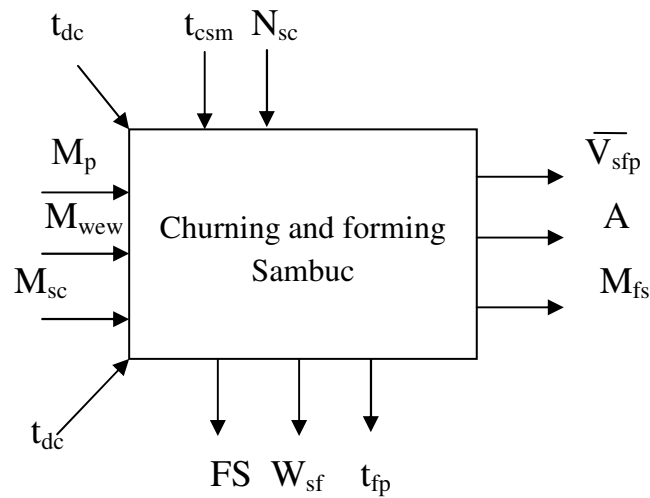 t_dc t_csm N_sc
M_p
M_wew
M_sc
t_dc
Churning and forming
Sambuc
V̅_sfp
A
M_fs
FS W_sf t_fp